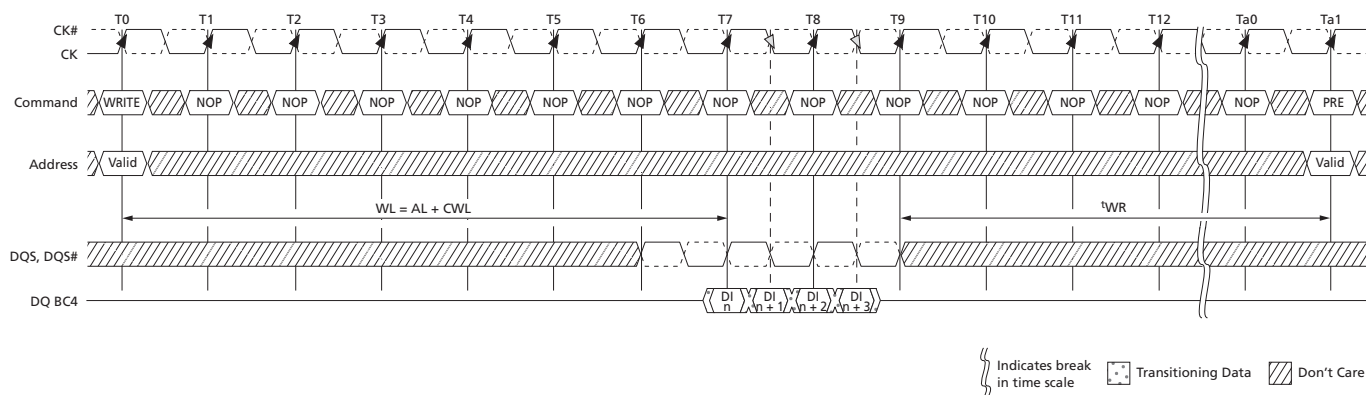 T0 T1 T2 T3 T4 T5 T6 T7 T8 T9 T10 T11 T12 Ta0 Ta1
CK#
CK
Command WRITE NOP NOP NOP NOP NOP NOP NOP NOP NOP NOP NOP NOP NOP PRE
Address Valid Valid
WL = AL + CWL tWR
DQS, DQS#
DQ BC4 DI n DI n + 1 DI n + 2 DI n + 3
Indicates break
in time scale
Transitioning Data
Don't Care